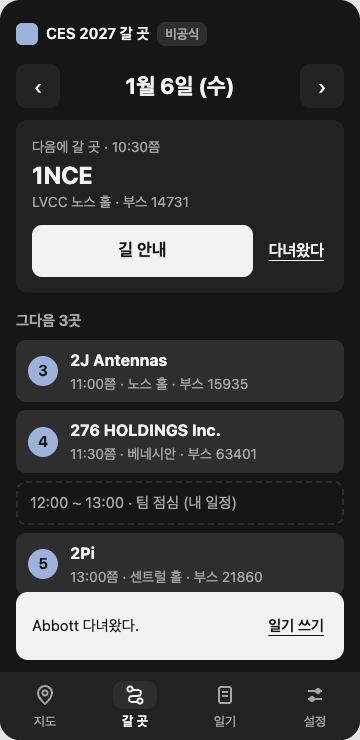 CES 2027 갈 곳 비공식
‹ 1월 6일 (수) ›
다음에 갈 곳 · 10:30쯤
1NCE
LVCC 노스 홀 · 부스 14731
길 안내 다녀왔다
그다음 3곳
3 2J Antennas
11:00쯤 · 노스 홀 · 부스 15935
4 276 HOLDINGS Inc.
11:30쯤 · 베네시안 · 부스 63401
12:00 ~ 13:00 · 팀 점심 (내 일정)
5 2Pi
13:00쯤 · 센트럴 홀 · 부스 21860
Abbott 다녀왔다. 일기 쓰기
지도 갈 곳 일기 설정